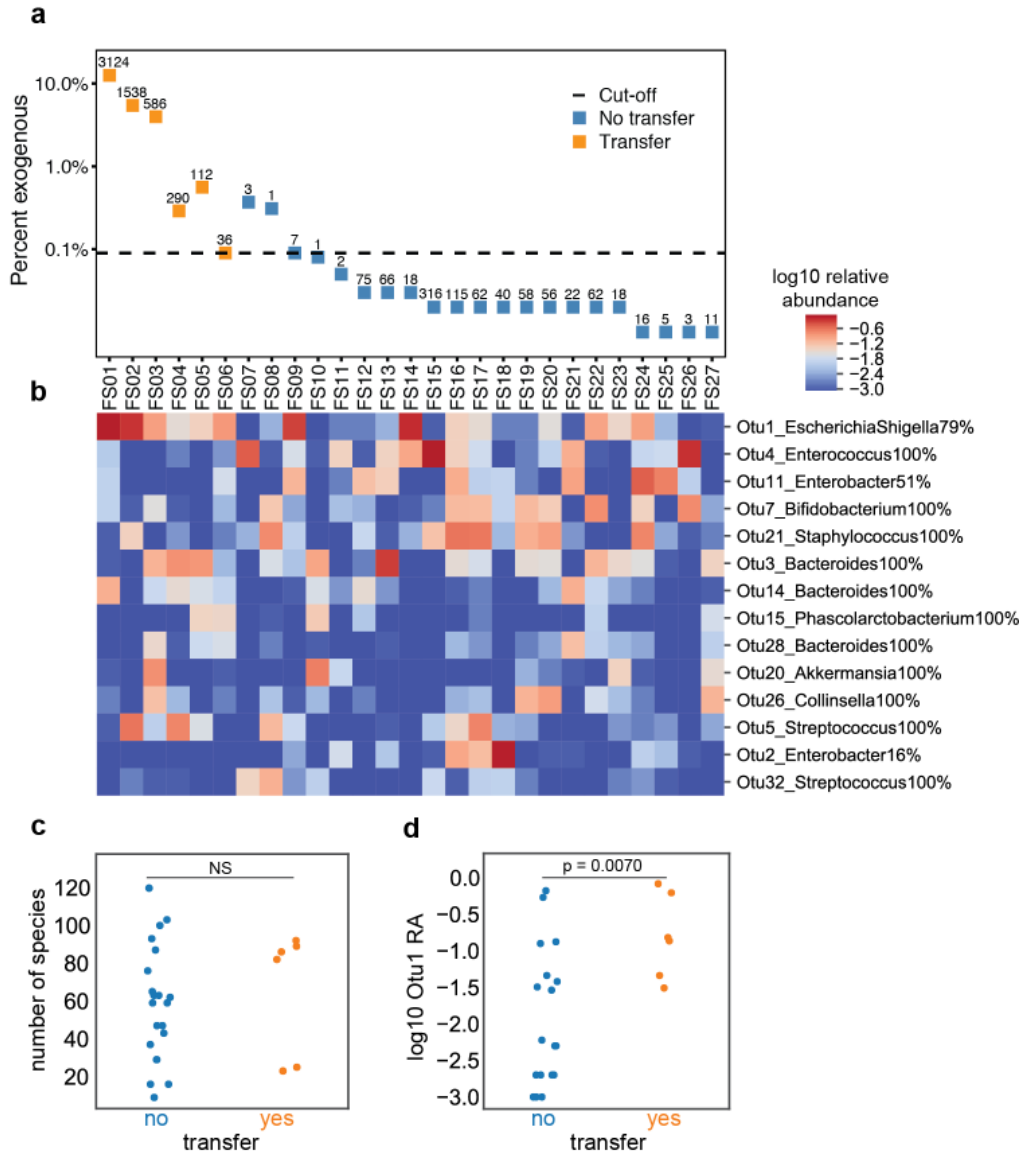 a
Percent exogenous
10.0%
1.0%
0.1%
3124
1538
586
290
112
36
3
1
7
1
2
75
66
18
316
115
62
40
58
56
22
62
18
16
5
3
11
Cut-off
No transfer
Transfer
FS01
FS02
FS03
FS04
FS05
FS06
FS07
FS08
FS09
FS10
FS11
FS12
FS13
FS14
FS15
FS16
FS17
FS18
FS19
FS20
FS21
FS22
FS23
FS24
FS25
FS26
FS27
log10 relative
abundance
−0.6
−1.2
−1.8
−2.4
−3.0
b
Otu1_EscherichiaShigella79%
Otu4_Enterococcus100%
Otu11_Enterobacter51%
Otu7_Bifidobacterium100%
Otu21_Staphylococcus100%
Otu3_Bacteroides100%
Otu14_Bacteroides100%
Otu15_Phascolarctobacterium100%
Otu28_Bacteroides100%
Otu20_Akkermansia100%
Otu26_Collinsella100%
Otu5_Streptococcus100%
Otu2_Enterobacter16%
Otu32_Streptococcus100%
c
number of species
120
100
80
60
40
20
NS
no
yes
transfer
d
log10 Otu1 RA
0.0
−0.5
−1.0
−1.5
−2.0
−2.5
−3.0
p = 0.0070
no
yes
transfer